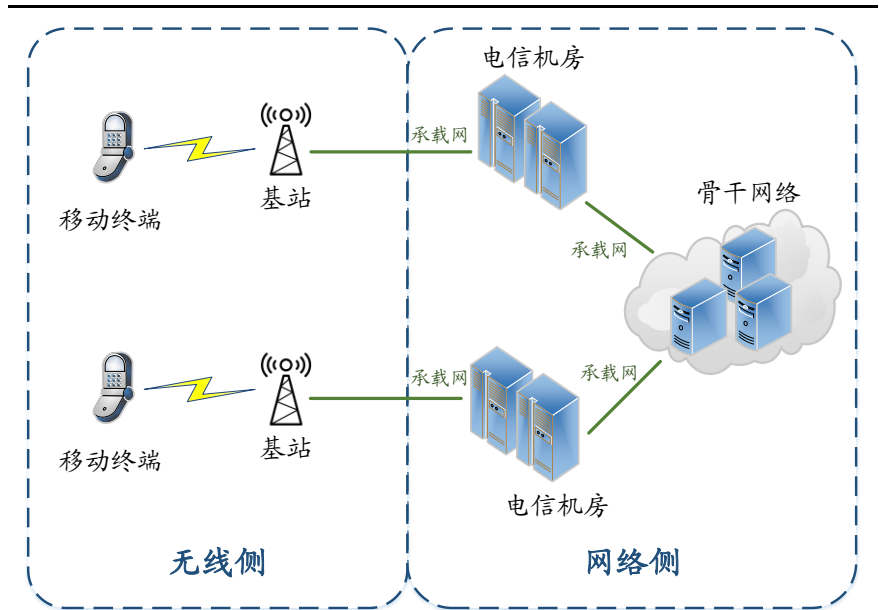 电信机房
承载网
基站
移动终端
骨干网络
承载网
承载网
承载网
移动终端
基站
电信机房
无线侧
网络侧